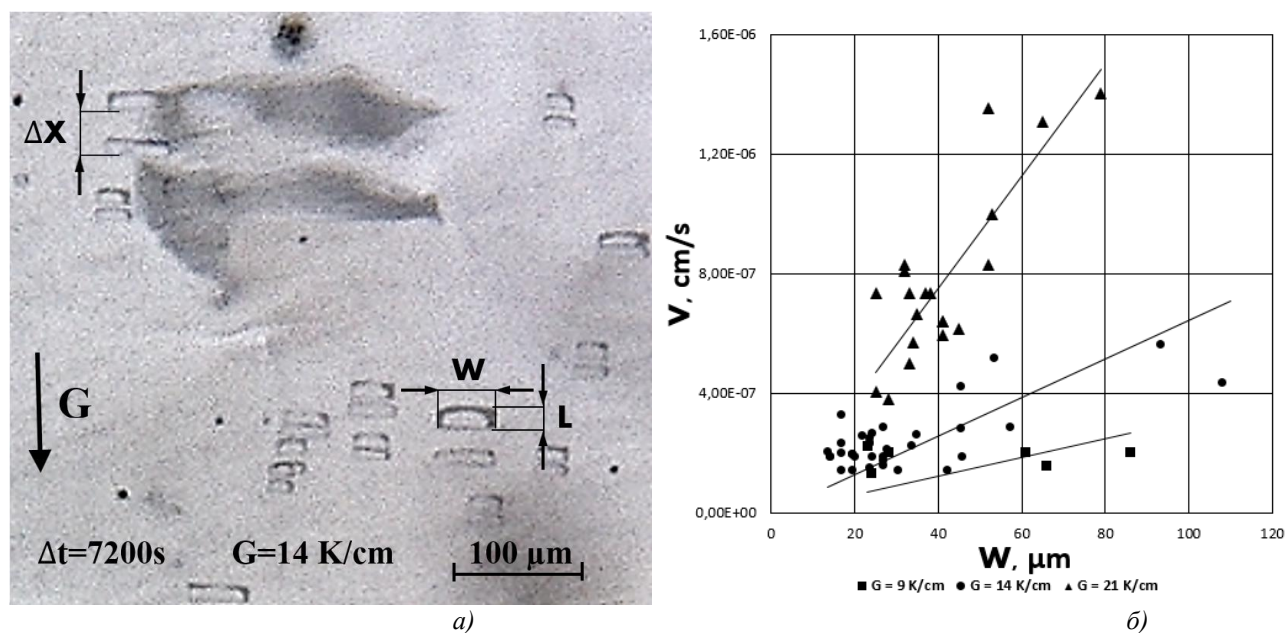 ΔX
W
L
G
Δt=7200s G=14 K/cm 100 µm
а)
1,60E-06
1,20E-06
8,00E-07
4,00E-07
0,00E+00
V, cm/s
0 20 40 60 80 100 120
W, µm
G = 9 K/cm G = 14 K/cm G = 21 K/cm
б)